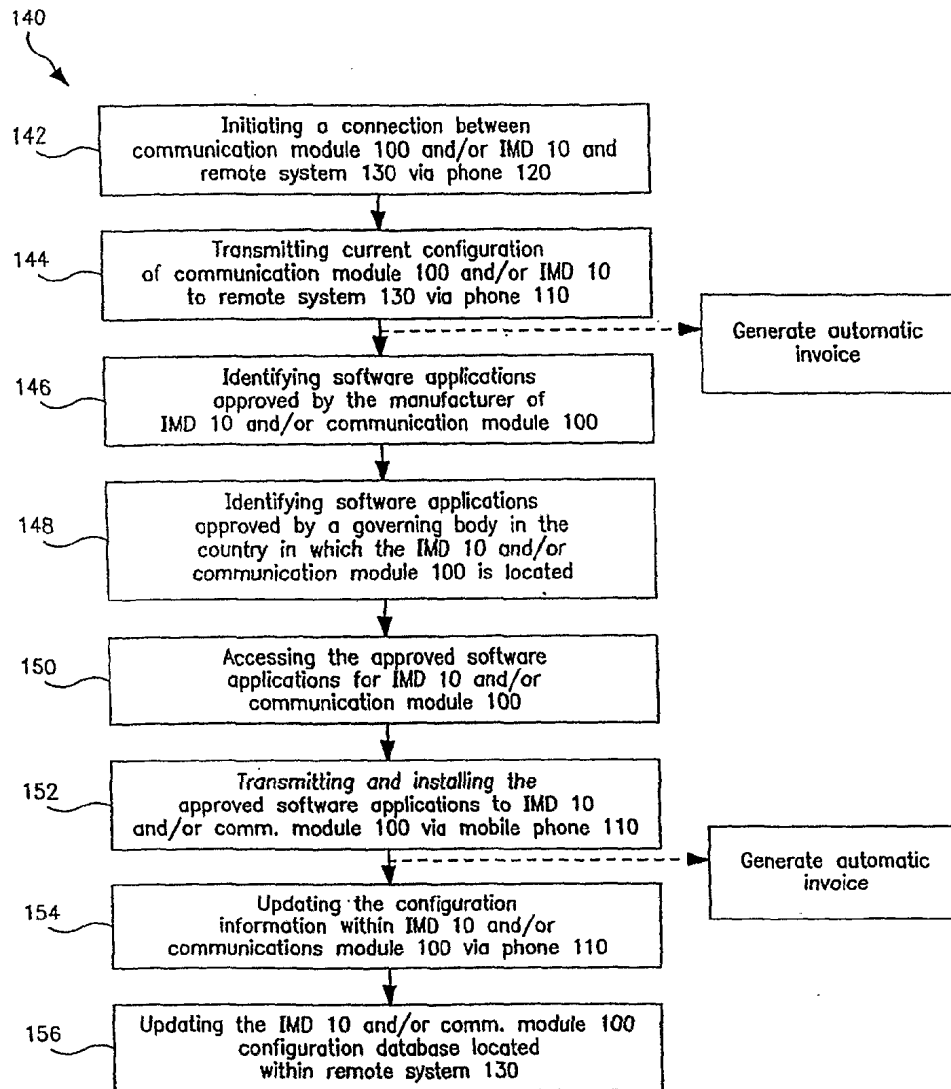 140
142
Initiating a connection between
communication module 100 and/or IMD 10 and
remote system 130 via phone 120
144
Transmitting current configuration
of communication module 100 and/or IMD 10
to remote system 130 via phone 110
Generate automatic
invoice
146
Identifying software applications
approved by the manufacturer of
IMD 10 and/or communication module 100
148
Identifying software applications
approved by a governing body in the
country in which the IMD 10 and/or
communication module 100 is located
150
Accessing the approved software
applications for IMD 10 and/or
communication module 100
152
Transmitting and installing the
approved software applications to IMD 10
and/or comm. module 100 via mobile phone 110
Generate automatic
invoice
154
Updating the configuration
information within IMD 10 and/or
communications module 100 via phone 110
156
Updating the IMD 10 and/or comm. module 100
configuration database located
within remote system 130